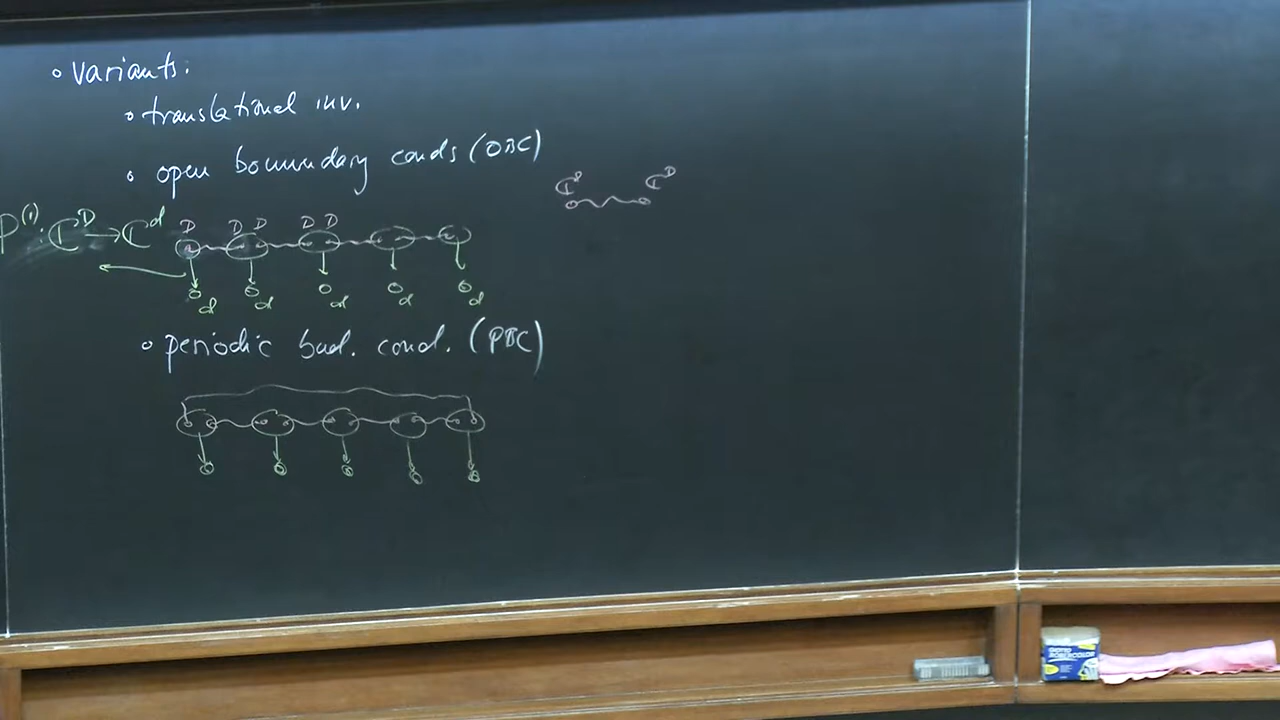 ∘ variants:
∘ translational inv.
∘ open boundary conds (OBC)
ℂ^D ℂ^D
P^(1): ℂ^D → ℂ^d
D D D D D
d d d d d
∘ periodic bnd. cond. (PBC)